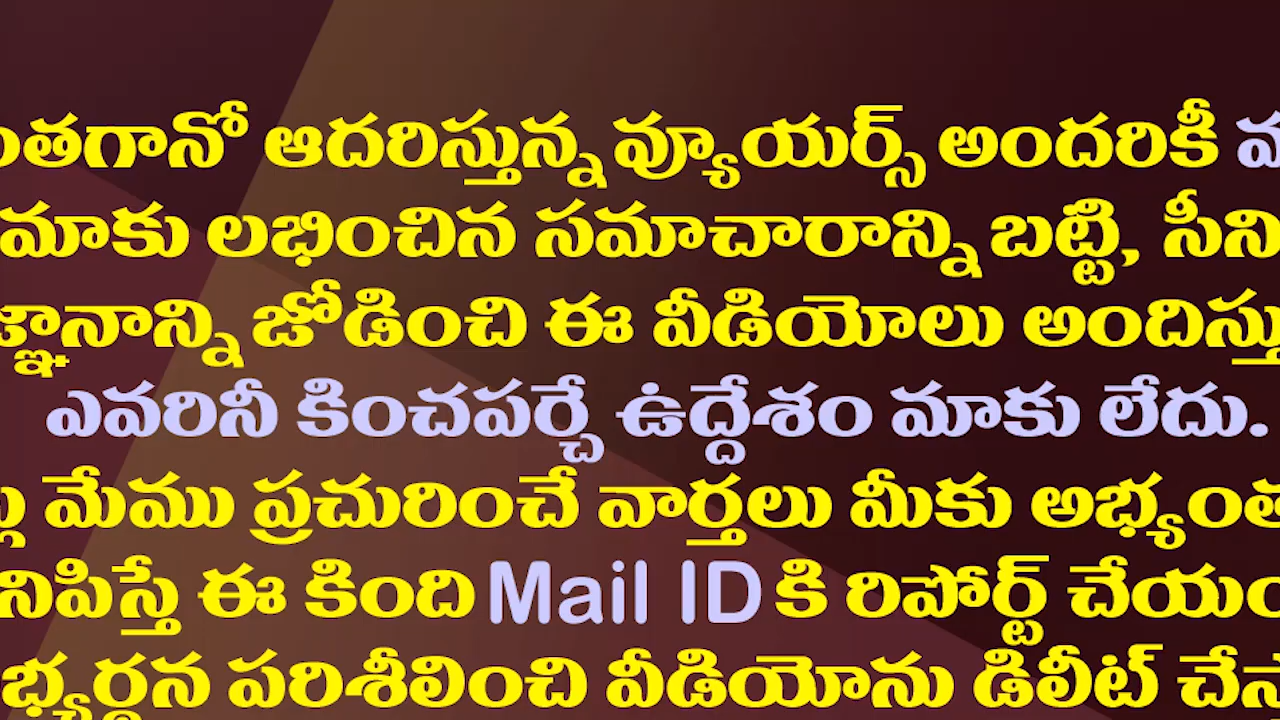 ంతగానో ఆదరిస్తున్న వ్యూయర్స్ అందరికీ
మాకు లభించిన సమాచారాన్ని బట్టి, సీని
జ్ఞానాన్ని జోడించి ఈ వీడియోలు అందిస్తు
ఎవరినీ కించపర్చే ఉద్దేశం మాకు లేదు.
మేము ప్రచురించే వార్తలు మీకు అభ్యంత
నిపిస్తే ఈ కింది Mail ID కి రిపోర్ట్ చేయం
భ్యర్థన పరిశీలించి వీడియోను డిలీట్ చేస